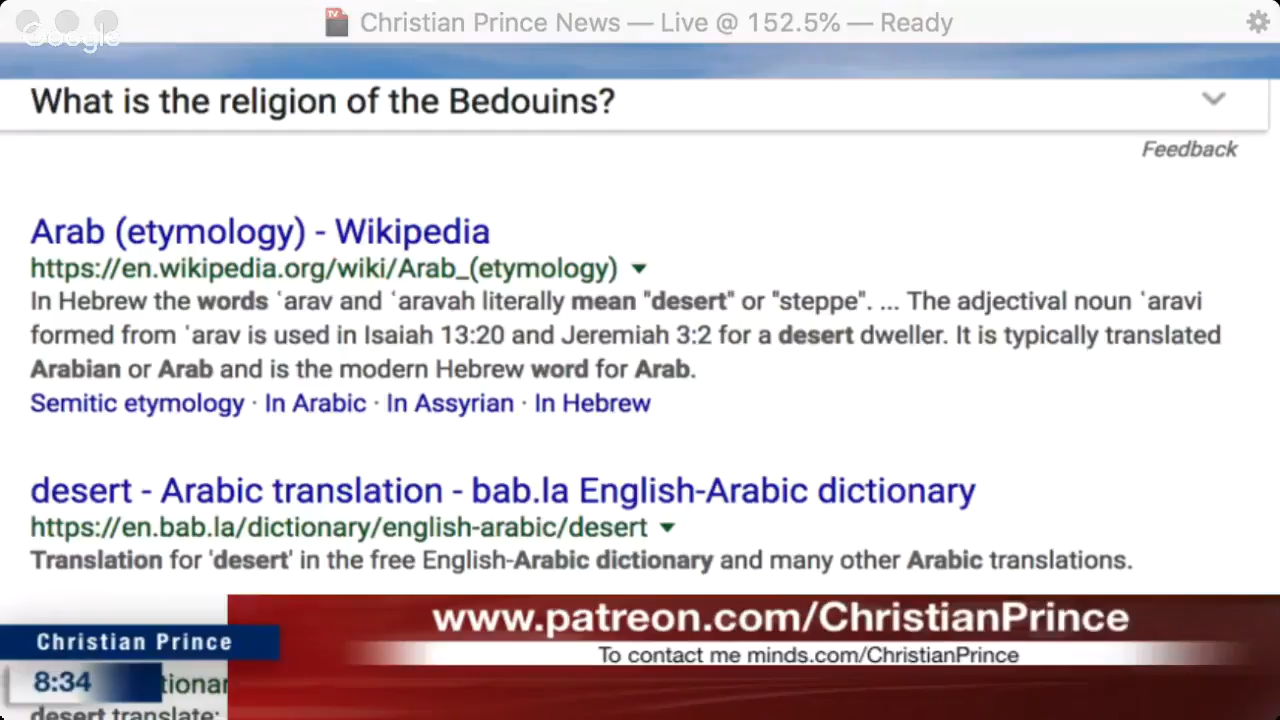 Christian Prince News — Live @ 152.5% — Ready
Google
What is the religion of the Bedouins?
Feedback
Arab (etymology) - Wikipedia
https://en.wikipedia.org/wiki/Arab_(etymology)
In Hebrew the words ʿarav and ʿaravah literally mean "desert" or "steppe". ... The adjectival noun ʿaravi
formed from ʿarav is used in Isaiah 13:20 and Jeremiah 3:2 for a desert dweller. It is typically translated
Arabian or Arab and is the modern Hebrew word for Arab.
Semitic etymology · In Arabic · In Assyrian · In Hebrew
desert - Arabic translation - bab.la English-Arabic dictionary
https://en.bab.la/dictionary/english-arabic/desert
Translation for 'desert' in the free English-Arabic dictionary and many other Arabic translations.
www.patreon.com/ChristianPrince
Christian Prince
To contact me minds.com/ChristianPrince
8:34
tionar
desert translate: